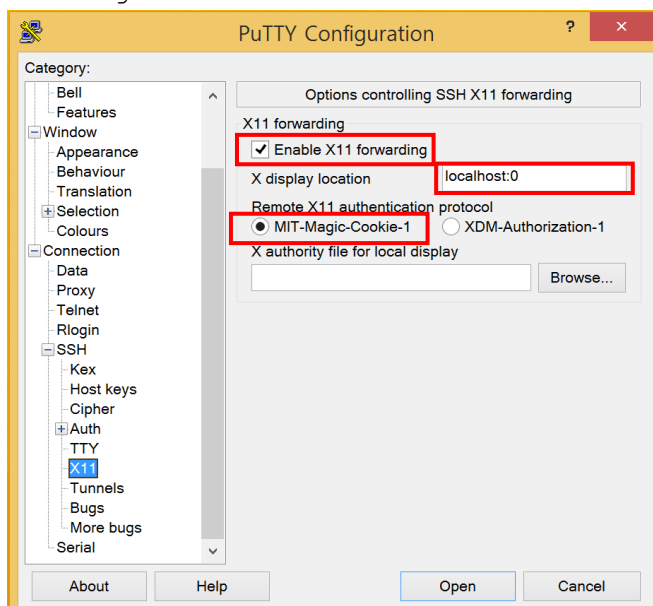 PuTTY Configuration
? ×
Category:
Bell
Features
Window
Appearance
Behaviour
Translation
Selection
Colours
Connection
Data
Proxy
Telnet
Rlogin
SSH
Kex
Host keys
Cipher
Auth
TTY
X11
Tunnels
Bugs
More bugs
Serial
Options controlling SSH X11 forwarding
X11 forwarding
Enable X11 forwarding
X display location localhost:0
Remote X11 authentication protocol
MIT-Magic-Cookie-1 XDM-Authorization-1
X authority file for local display
Browse...
About Help Open Cancel